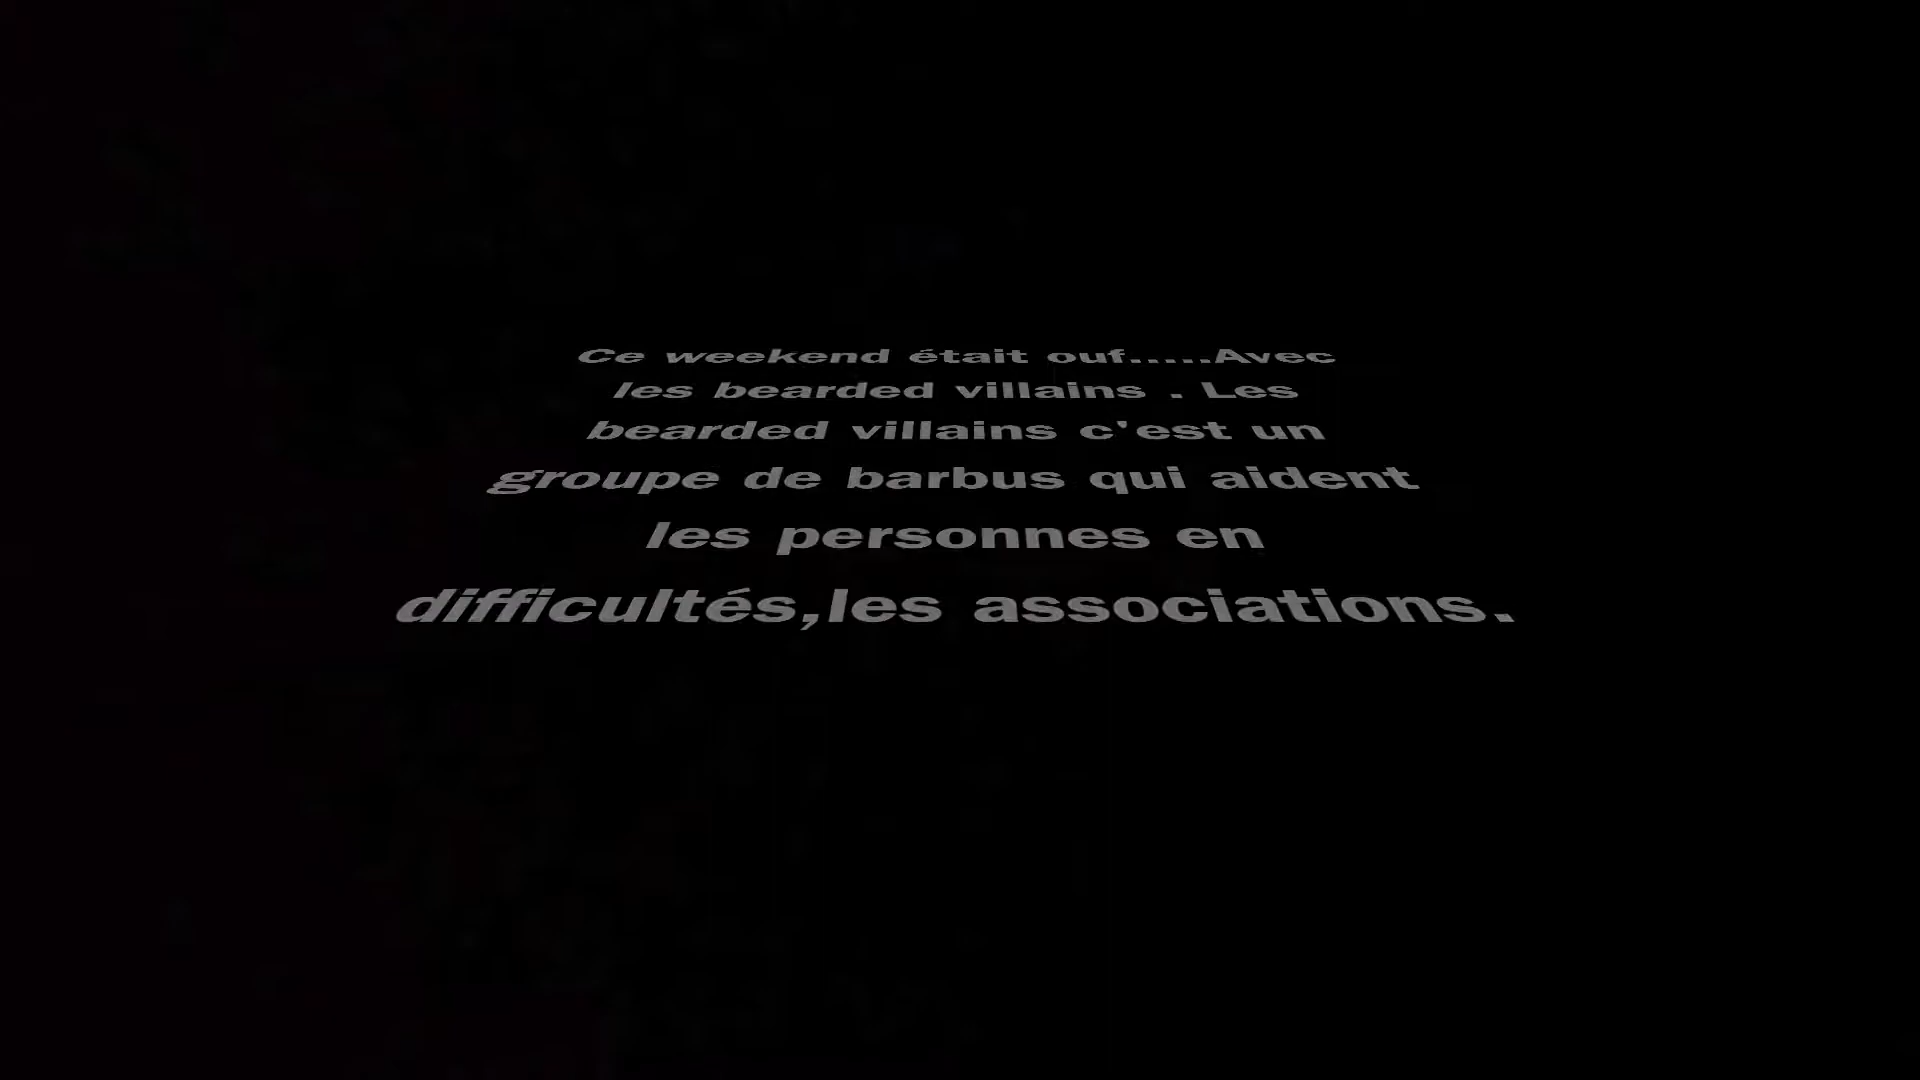 Ce weekend était ouf.....Avec
les bearded villains . Les
bearded villains c'est un
groupe de barbus qui aident
les personnes en
difficultés,les associations.